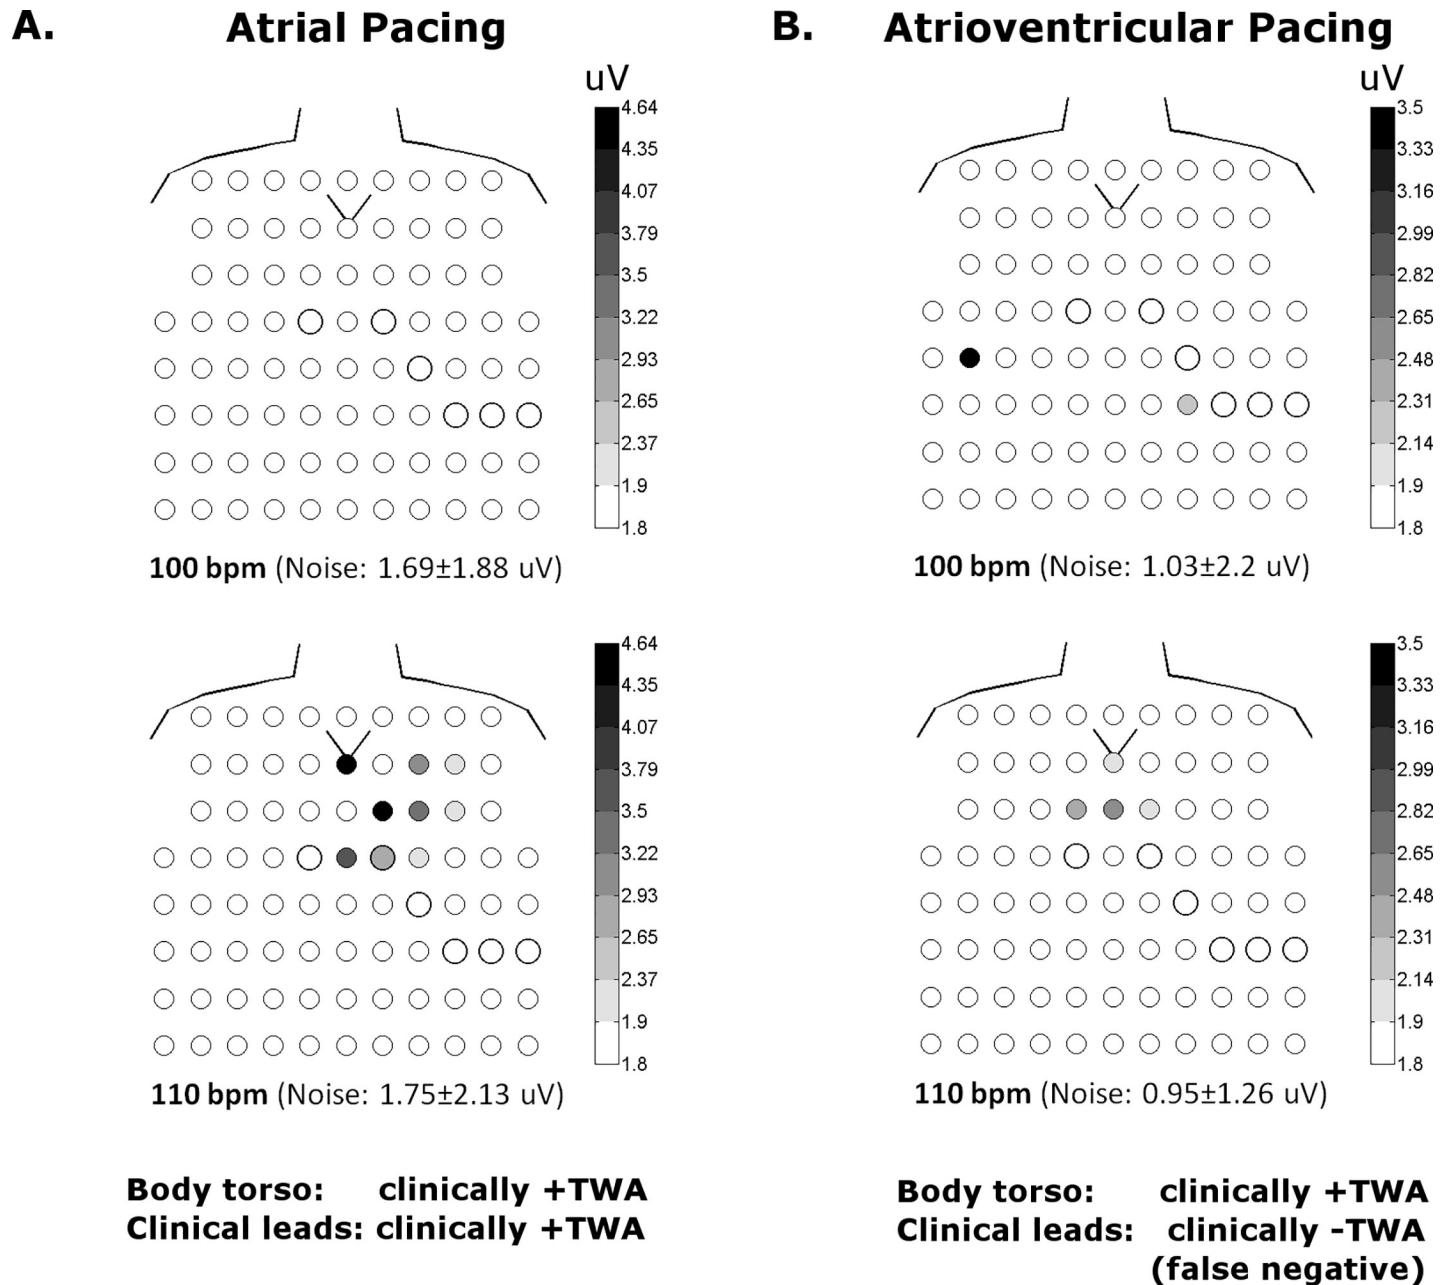 A.
Atrial Pacing
uV
4.64
4.35
4.07
3.79
3.5
3.22
2.93
2.65
2.37
1.9
1.8
100 bpm (Noise: 1.69±1.88 uV)
4.64
4.35
4.07
3.79
3.5
3.22
2.93
2.65
2.37
1.9
1.8
110 bpm (Noise: 1.75±2.13 uV)
Body torso: clinically +TWA
Clinical leads: clinically +TWA
B.
Atrioventricular Pacing
uV
3.5
3.33
3.16
2.99
2.82
2.65
2.48
2.31
2.14
1.9
1.8
100 bpm (Noise: 1.03±2.2 uV)
3.5
3.33
3.16
2.99
2.82
2.65
2.48
2.31
2.14
1.9
1.8
110 bpm (Noise: 0.95±1.26 uV)
Body torso: clinically +TWA
Clinical leads: clinically -TWA
(false negative)